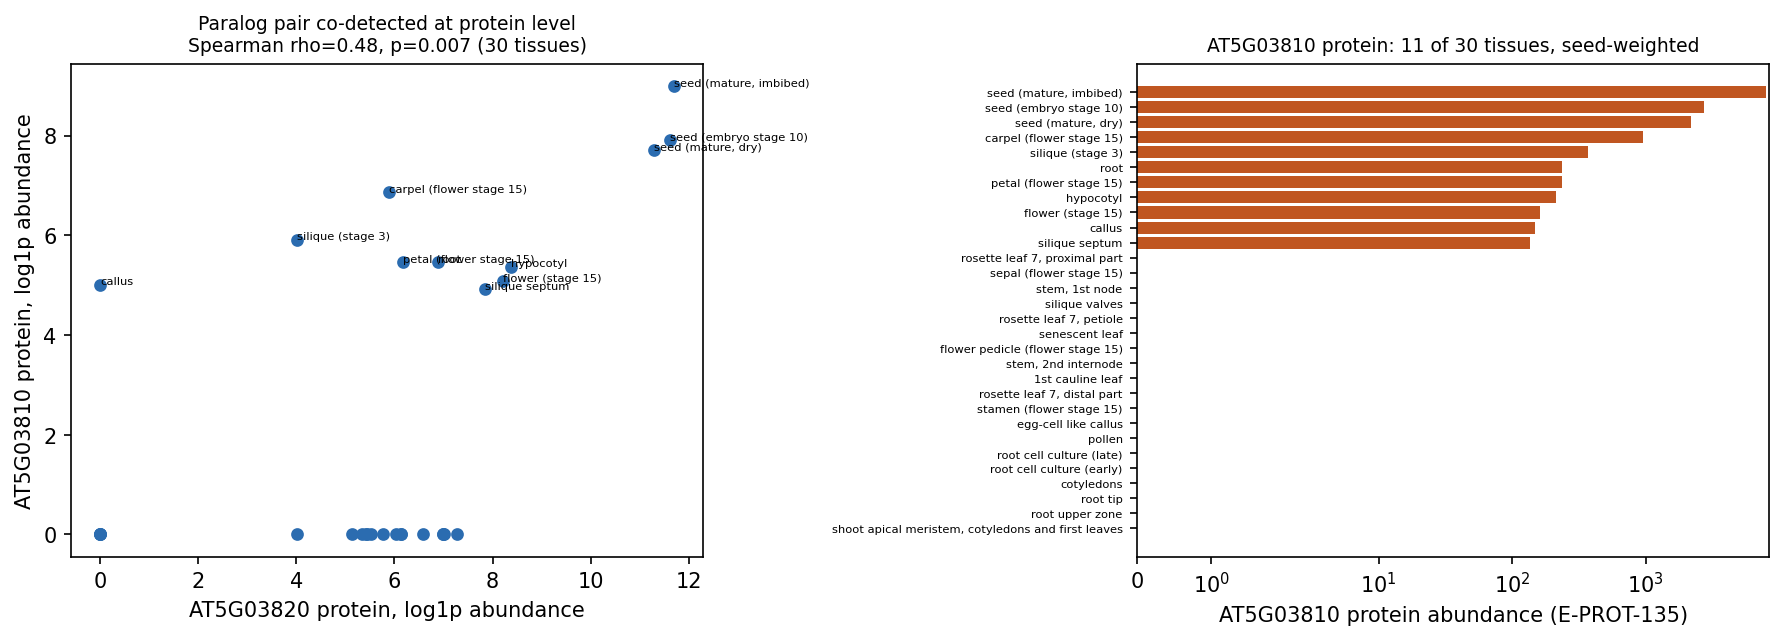 Paralog pair co-detected at protein level
Spearman rho=0.48, p=0.007 (30 tissues)
AT5G03810 protein, log1p abundance
8
6
4
2
0
seed (mature, imbibed)
seed (embryo stage 10)
seed (mature, dry)
carpel (flower stage 15)
silique (stage 3)
petal (flower stage 15)
root
hypocotyl
callus
flower (stage 15)
silique septum
0 2 4 6 8 10 12
AT5G03820 protein, log1p abundance
AT5G03810 protein: 11 of 30 tissues, seed-weighted
seed (mature, imbibed)
seed (embryo stage 10)
seed (mature, dry)
carpel (flower stage 15)
silique (stage 3)
root
petal (flower stage 15)
hypocotyl
flower (stage 15)
callus
silique septum
rosette leaf 7, proximal part
sepal (flower stage 15)
stem, 1st node
silique valves
rosette leaf 7, petiole
senescent leaf
flower pedicle (flower stage 15)
stem, 2nd internode
1st cauline leaf
rosette leaf 7, distal part
stamen (flower stage 15)
egg-cell like callus
pollen
root cell culture (late)
root cell culture (early)
cotyledons
root tip
root upper zone
shoot apical meristem, cotyledons and first leaves
0 10⁰ 10¹ 10² 10³
AT5G03810 protein abundance (E-PROT-135)